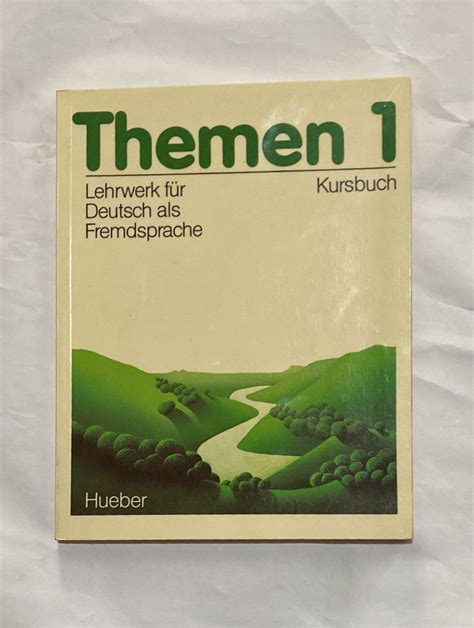 Themen 1
Lehrwerk für
Deutsch als
Fremdsprache
Kursbuch
Hueber